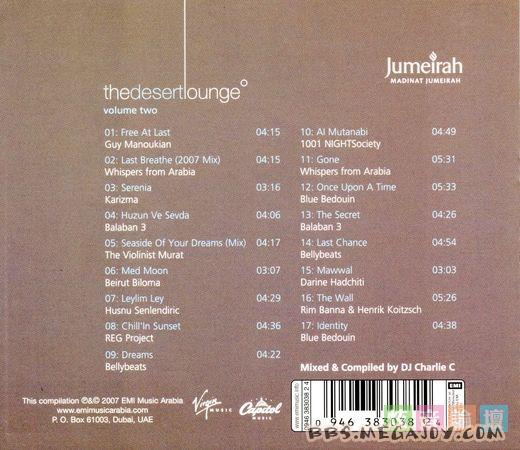 thedesertlounge°
volume two
Jumeirah
MADINAT JUMEIRAH
01: Free At Last 04:15
Guy Manoukian
02: Last Breathe (2007 Mix) 04:15
Whispers from Arabia
03: Serenia 03:16
Karizma
04: Huzun Ve Sevda 04:06
Balaban 3
05: Seaside Of Your Dreams (Mix) 04:17
The Violinist Murat
06: Med Moon 03:07
Beirut Biloma
07: Leylim Ley 04:29
Husnu Senlendiric
08: Chill'In Sunset 04:36
REG Project
09: Dreams 04:22
Bellybeats
10: Al Mutanabi 04:49
1001 NIGHTSociety
11: Gone 05:31
Whispers from Arabia
12: Once Upon A Time 05:33
Blue Bedouin
13: The Secret 04:26
Balaban 3
14: Last Chance 04:54
Bellybeats
15: Mawwal 03:03
Darine Hadchiti
16: The Wall 05:26
Rim Banna & Henrik Koitzsch
17: Identity 04:38
Blue Bedouin
Mixed & Compiled by DJ Charlie C
This compilation ℗&© 2007 EMI Music Arabia
www.emimusicarabia.com
P. O. Box 61003, Dubai, UAE
Virgin
MUSIC
Capitol
MUSIC
www.emimusic.info
0946 383038 2 4
EMI
0 946 383038 2 4
BBS.MEGAJOY.COM